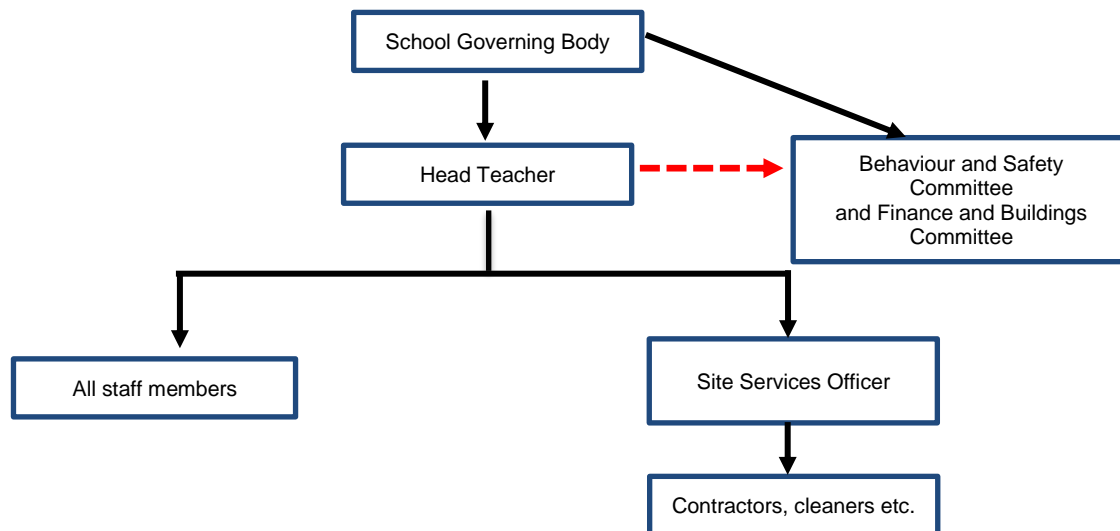 School Governing Body
Head Teacher
Behaviour and Safety
Committee
and Finance and Buildings
Committee
All staff members
Site Services Officer
Contractors, cleaners etc.